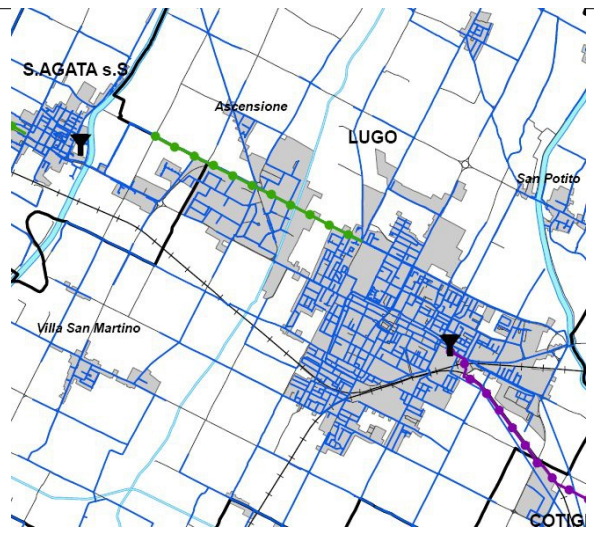 S.AGATA s.S
Ascensione
LUGO
San Potito
Villa San Martino
COTIG